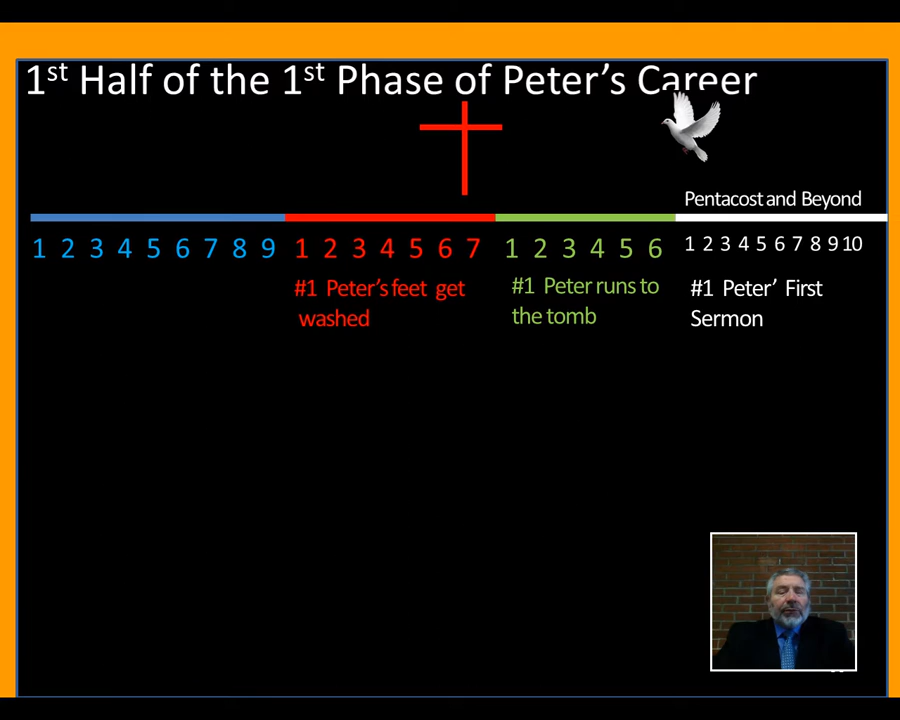 1st Half of the 1st Phase of Peter's Career
Pentacost and Beyond
1 2 3 4 5 6 7 8 9 1 2 3 4 5 6 7 1 2 3 4 5 6 1 2 3 4 5 6 7 8 9 10
#1 Peter's feet get
washed
#1 Peter runs to
the tomb
#1 Peter' First
Sermon